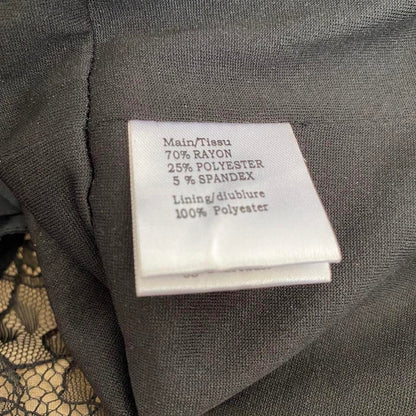 Main/Tissu
70% RAYON
25% POLYESTER
5 % SPANDEX
Lining/diublure
100% Polyester